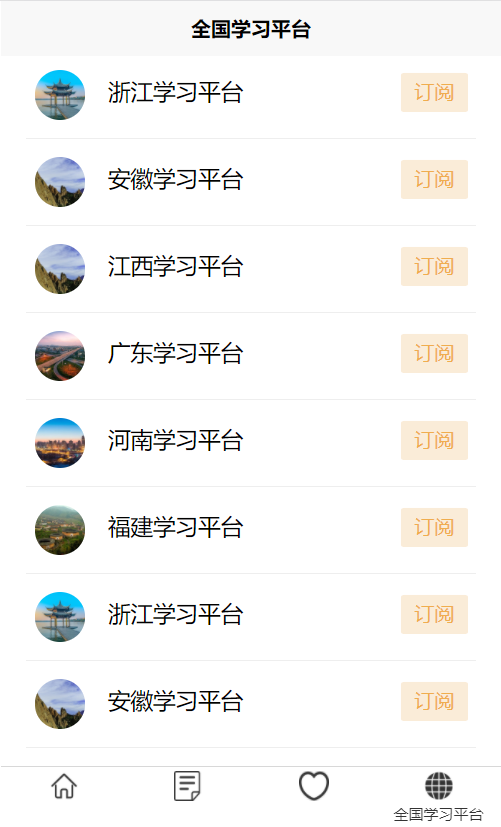 全国学习平台
浙江学习平台 订阅
安徽学习平台 订阅
江西学习平台 订阅
广东学习平台 订阅
河南学习平台 订阅
福建学习平台 订阅
浙江学习平台 订阅
安徽学习平台 订阅
全国学习平台